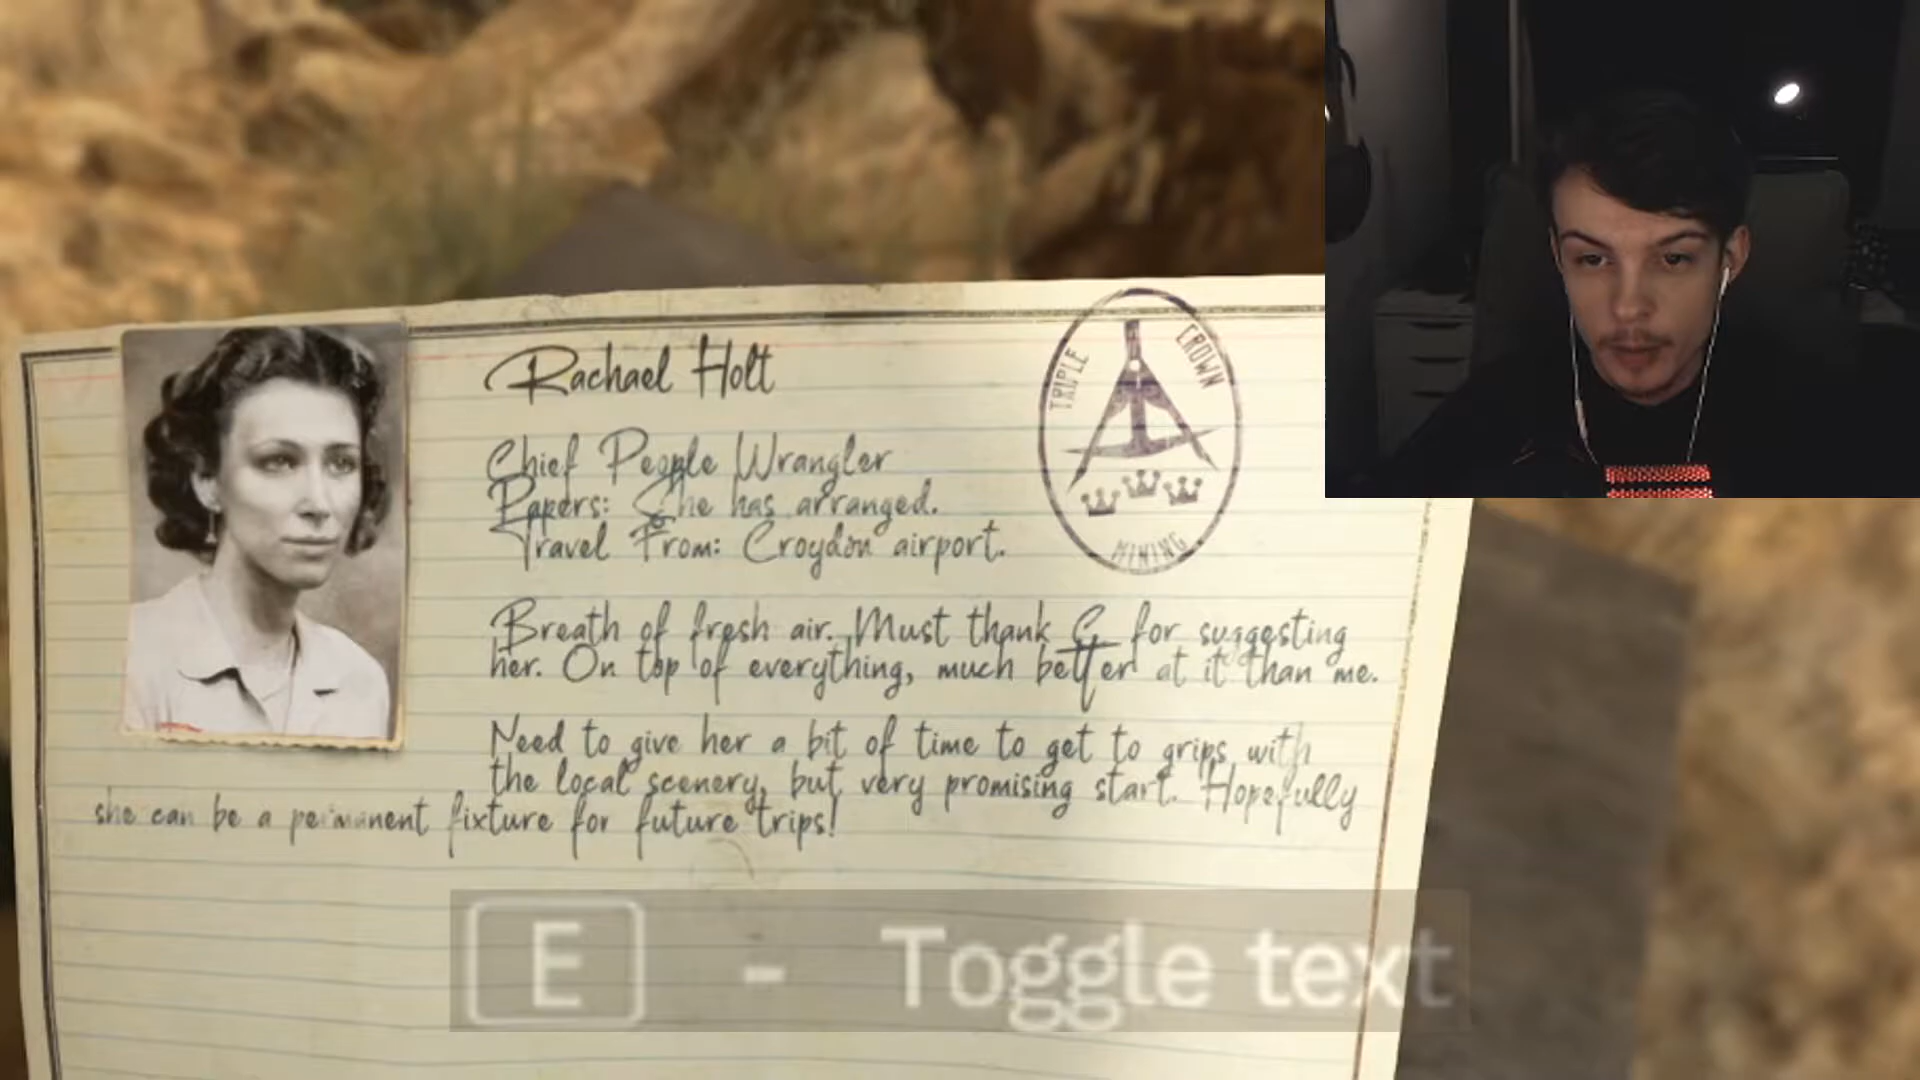 Rachael Holt
TRIPLE CROWN
MINING
Chief People Wrangler
Papers: She has arranged.
Travel From: Croydon airport.
Breath of fresh air. Must thank G for suggesting
her. On top of everything, much better at it than me.
Need to give her a bit of time to get to grips with
the local scenery, but very promising start. Hopefully
she can be a permanent fixture for future trips!
E - Toggle text